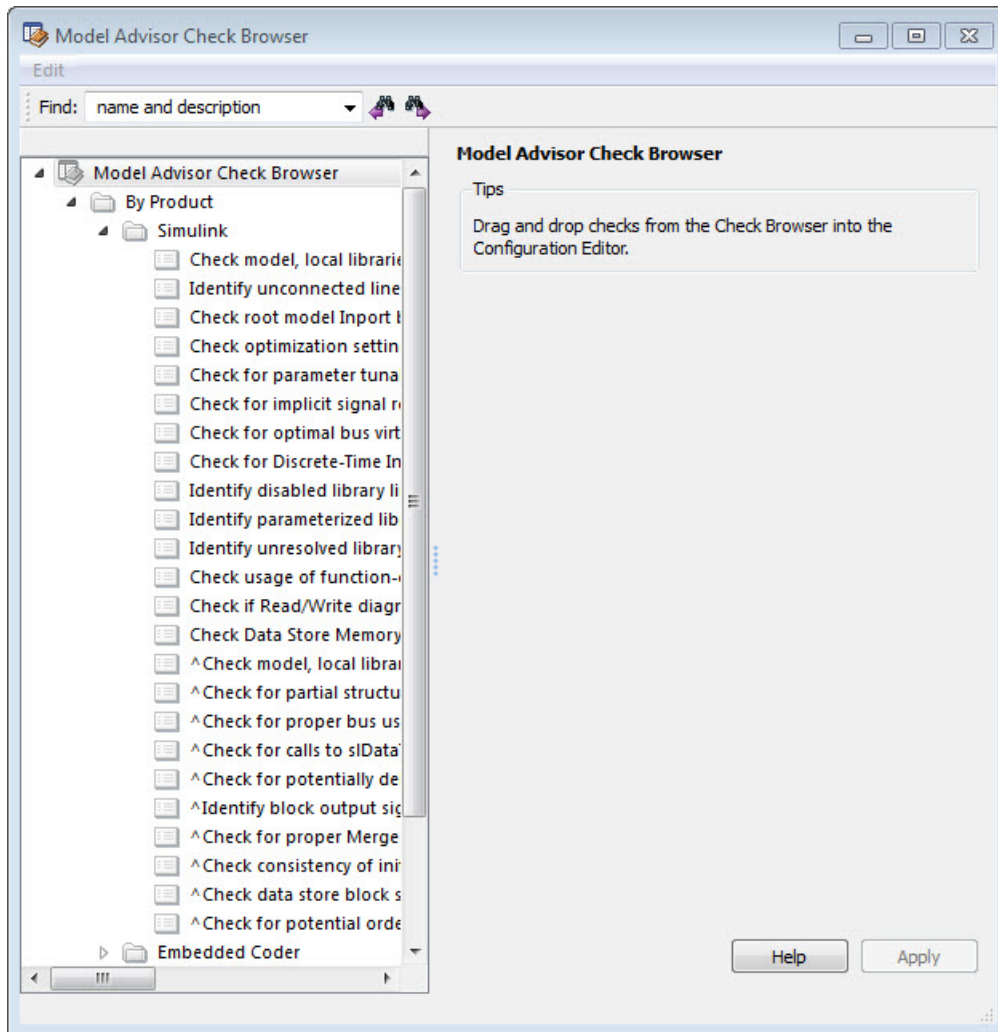 Model Advisor Check Browser
Edit
Find: name and description
Model Advisor Check Browser
By Product
Simulink
Check model, local librarie
Identify unconnected line
Check root model Inport b
Check optimization settin
Check for parameter tuna
Check for implicit signal r
Check for optimal bus virt
Check for Discrete-Time In
Identify disabled library li
Identify parameterized lib
Identify unresolved library
Check usage of function-
Check if Read/Write diagr
Check Data Store Memory
^Check model, local librar
^Check for partial structu
^Check for proper bus us
^Check for calls to slDataT
^Check for potentially de
^Identify block output sig
^Check for proper Merge
^Check consistency of ini
^Check data store block s
^Check for potential orde
Embedded Coder
Model Advisor Check Browser
Tips
Drag and drop checks from the Check Browser into the
Configuration Editor.
Help Apply